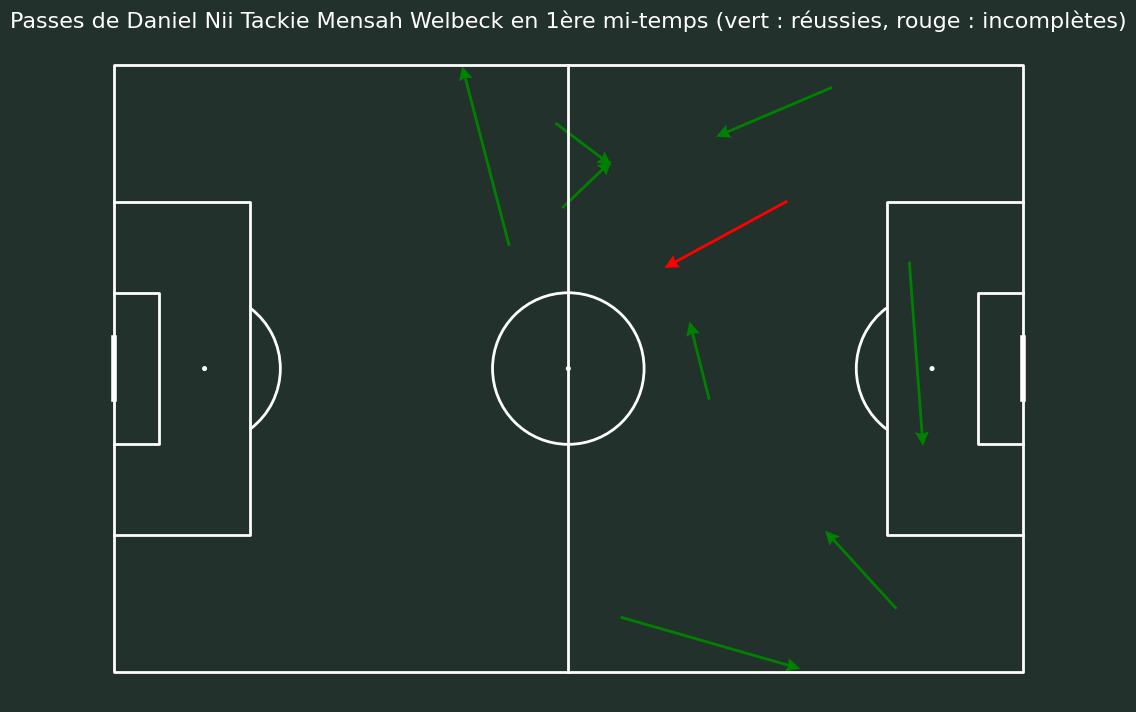 Passes de Daniel Nii Tackie Mensah Welbeck en 1ère mi-temps (vert : réussies, rouge : incomplètes)